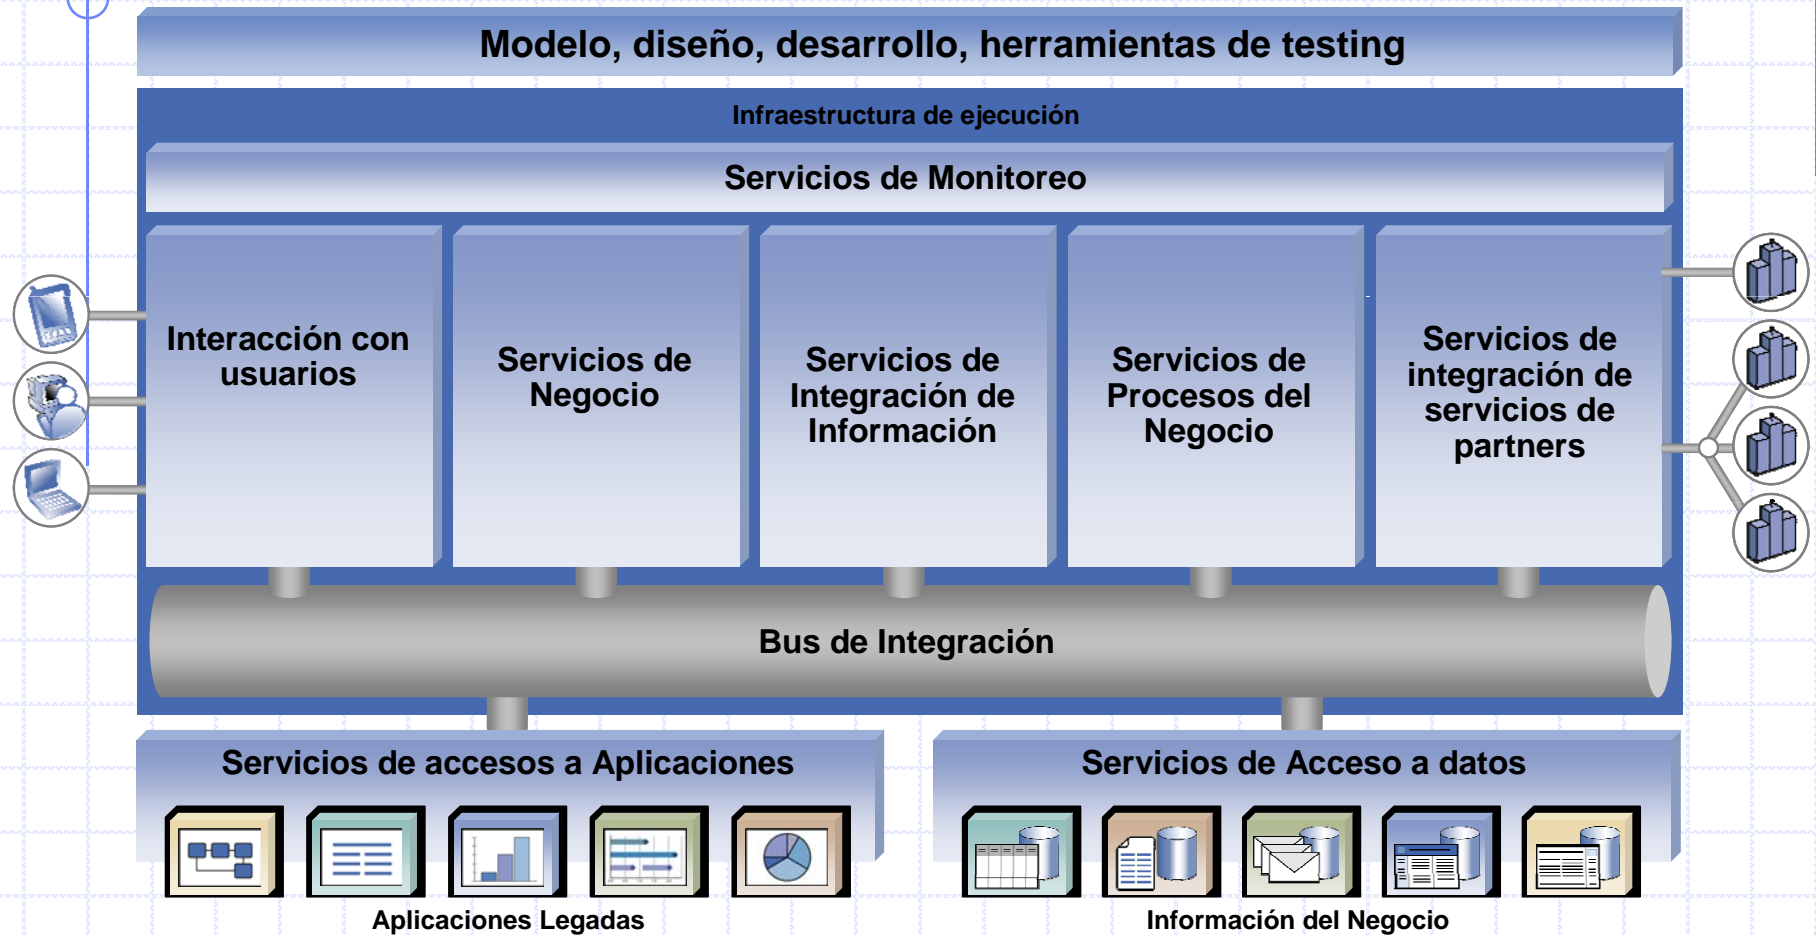 Modelo, diseño, desarrollo, herramientas de testing
Infraestructura de ejecución
Servicios de Monitoreo
Interacción con
usuarios
Servicios de
Negocio
Servicios de
Integración de
Información
Servicios de
Procesos del
Negocio
Servicios de
integración de
servicios de
partners
Bus de Integración
Servicios de accesos a Aplicaciones
Servicios de Acceso a datos
Aplicaciones Legadas
Información del Negocio